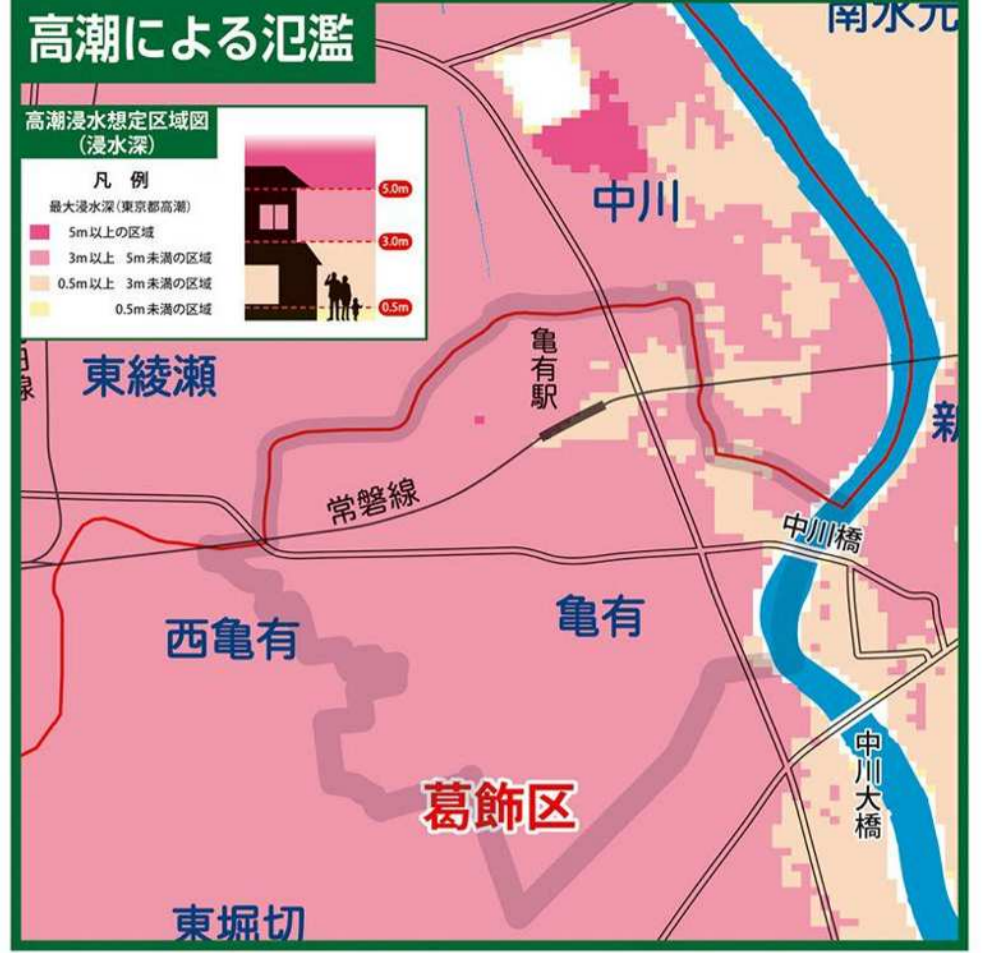 高潮による氾濫
南水元
高潮浸水想定区域図
(浸水深)
凡 例
最大浸水深(東京都高潮)
5m以上の区域
3m以上 5m未満の区域
0.5m以上 3m未満の区域
0.5m未満の区域
5.0m
3.0m
0.5m
中川
東綾瀬
亀有駅
新
線
常磐線
中川橋
西亀有
亀有
中川大橋
葛飾区
東堀切